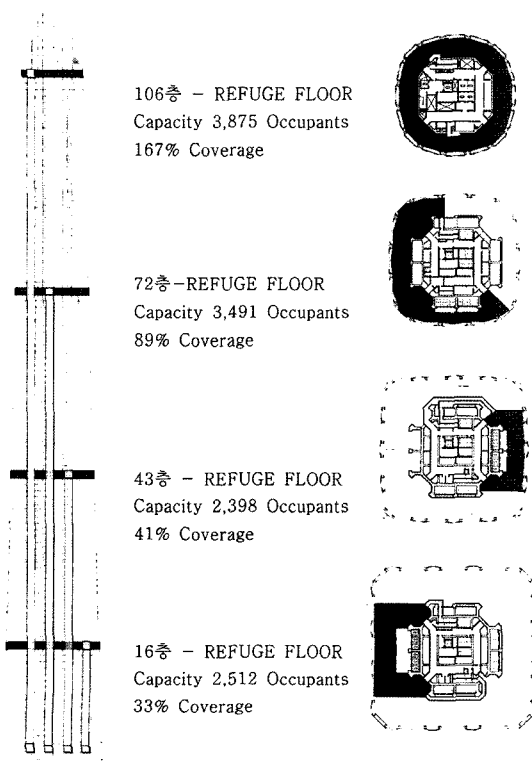 106층 - REFUGE FLOOR
Capacity 3,875 Occupants
167% Coverage
72층-REFUGE FLOOR
Capacity 3,491 Occupants
89% Coverage
43층 - REFUGE FLOOR
Capacity 2,398 Occupants
41% Coverage
16층 - REFUGE FLOOR
Capacity 2,512 Occupants
33% Coverage